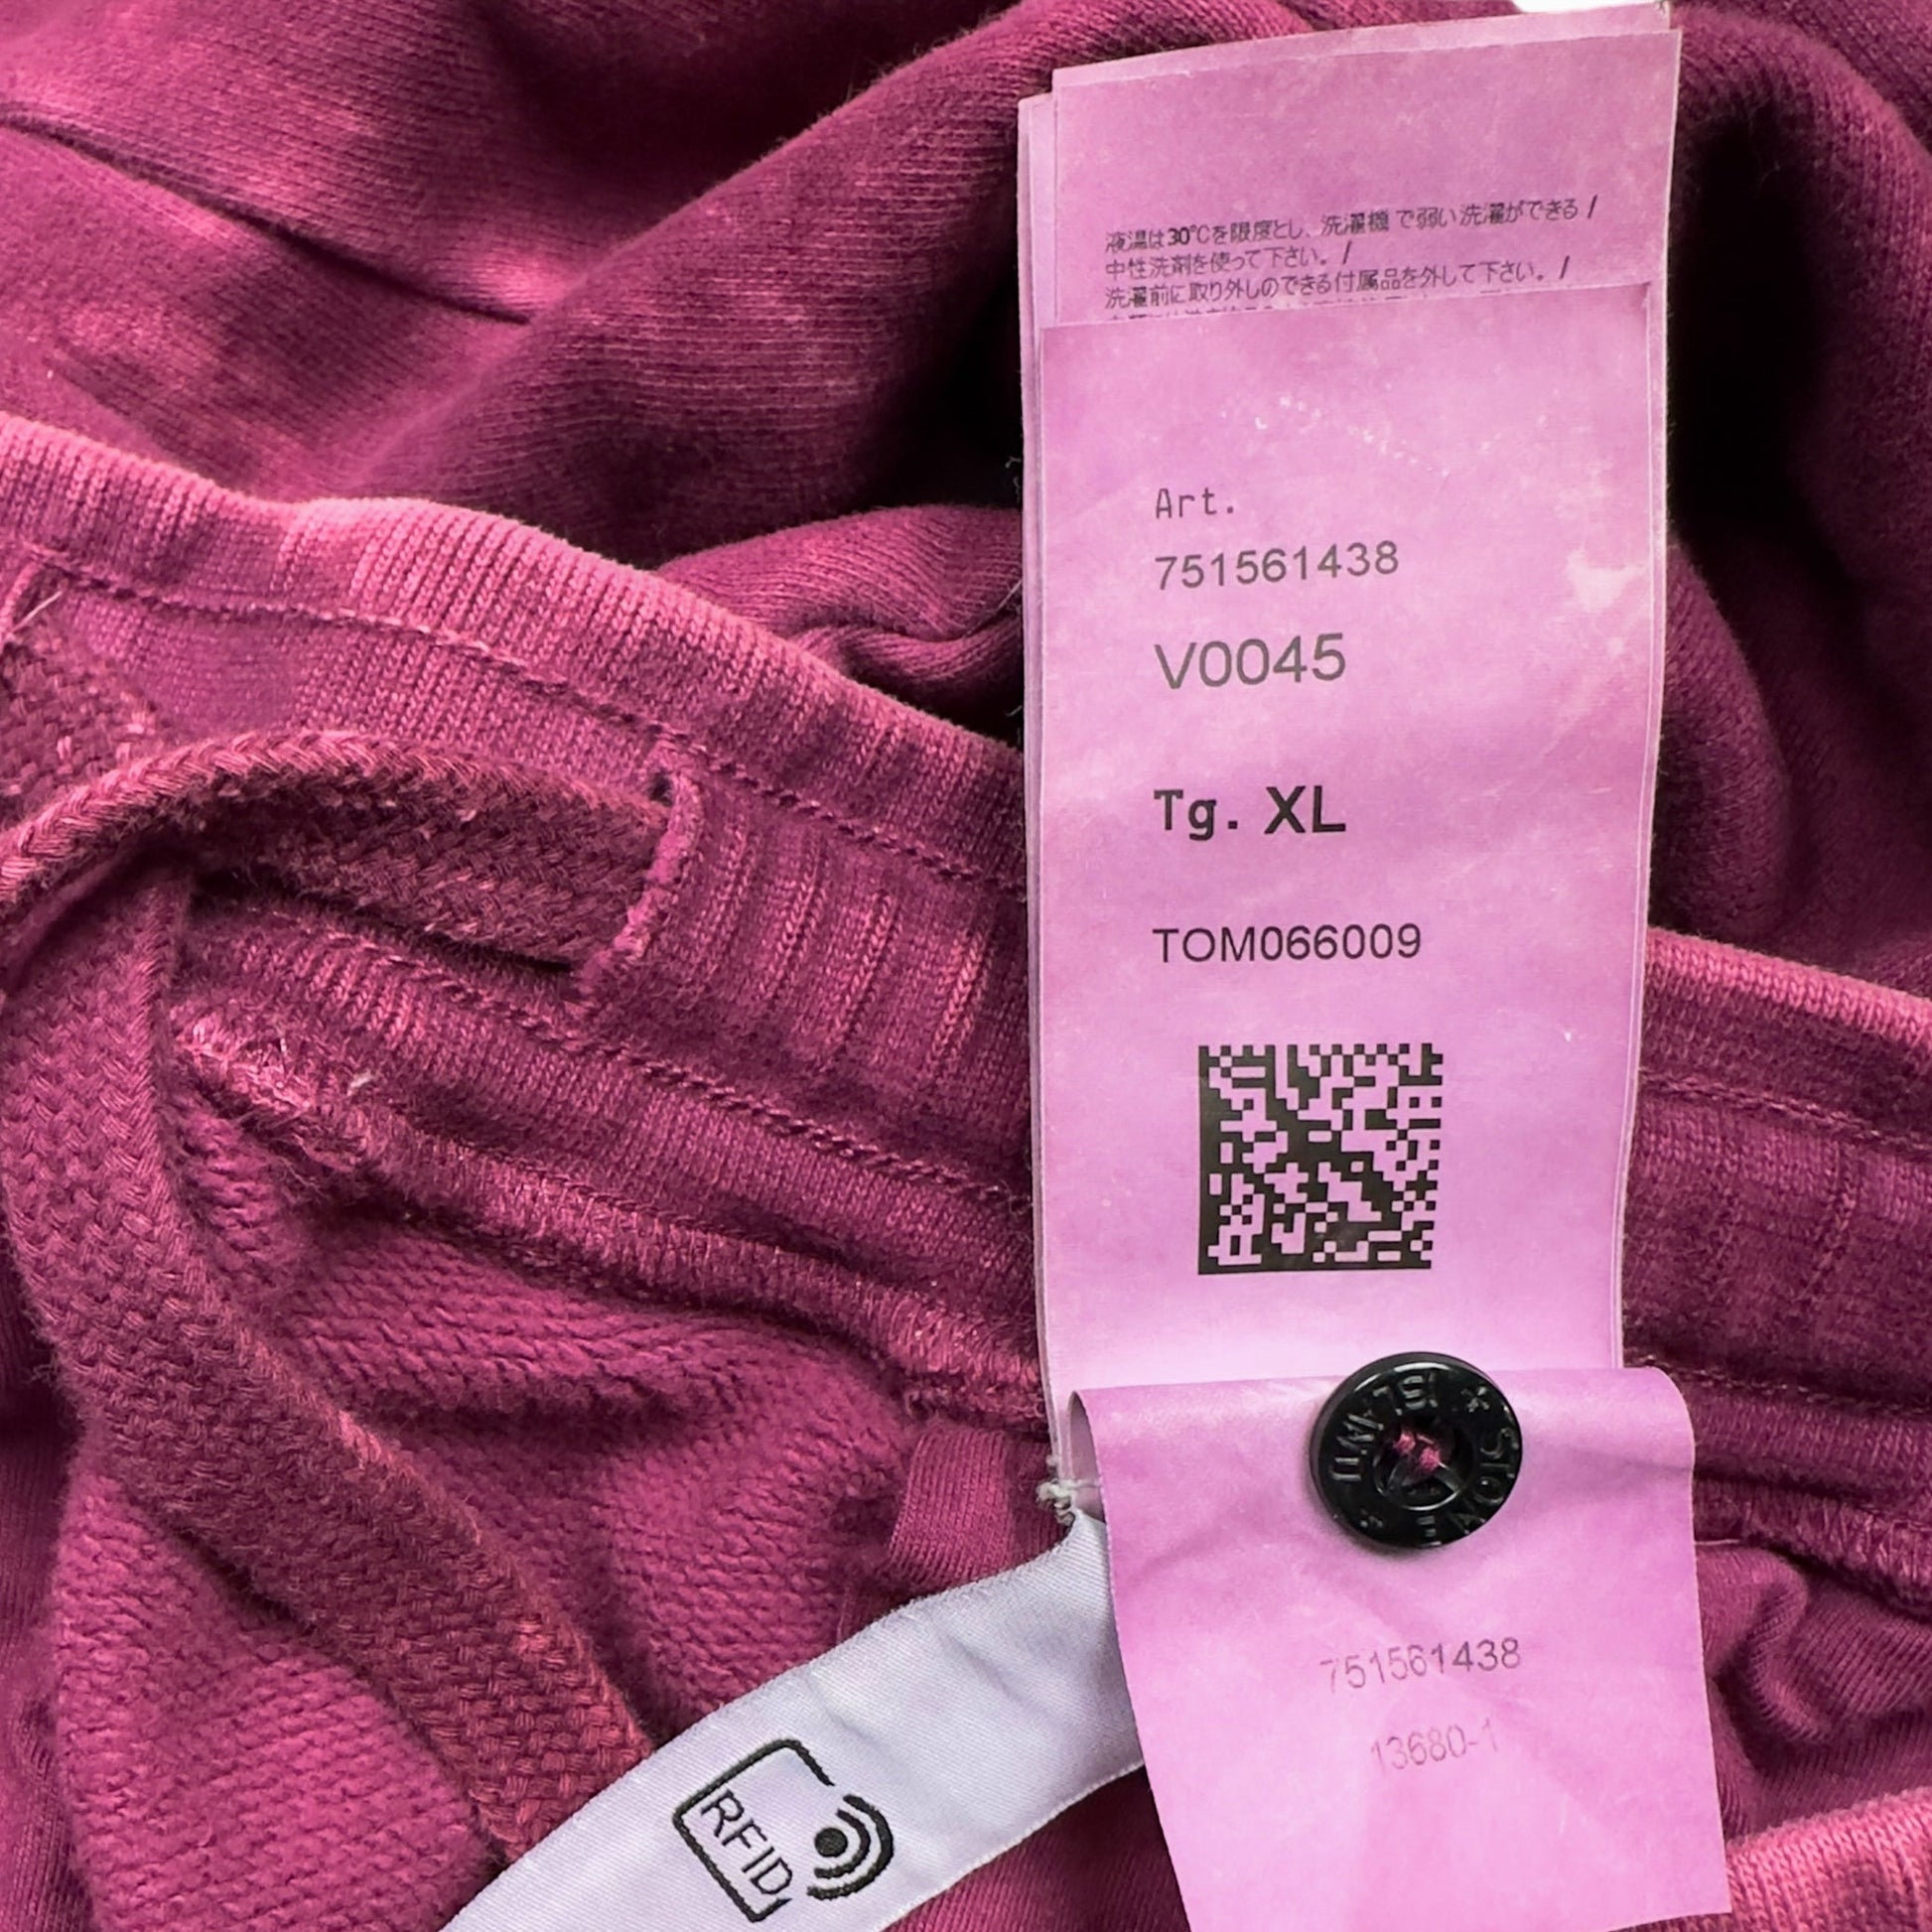 液温は30℃を限度とし、洗濯機 で弱い洗濯ができる /
中性洗剤を使って下さい。 /
洗濯前に取り外しのできる付属品を外して下さい。 /
Art.
751561438
V0045
Tg. XL
TOM066009
STONE ISLAND
751561438
13680-1
RFID